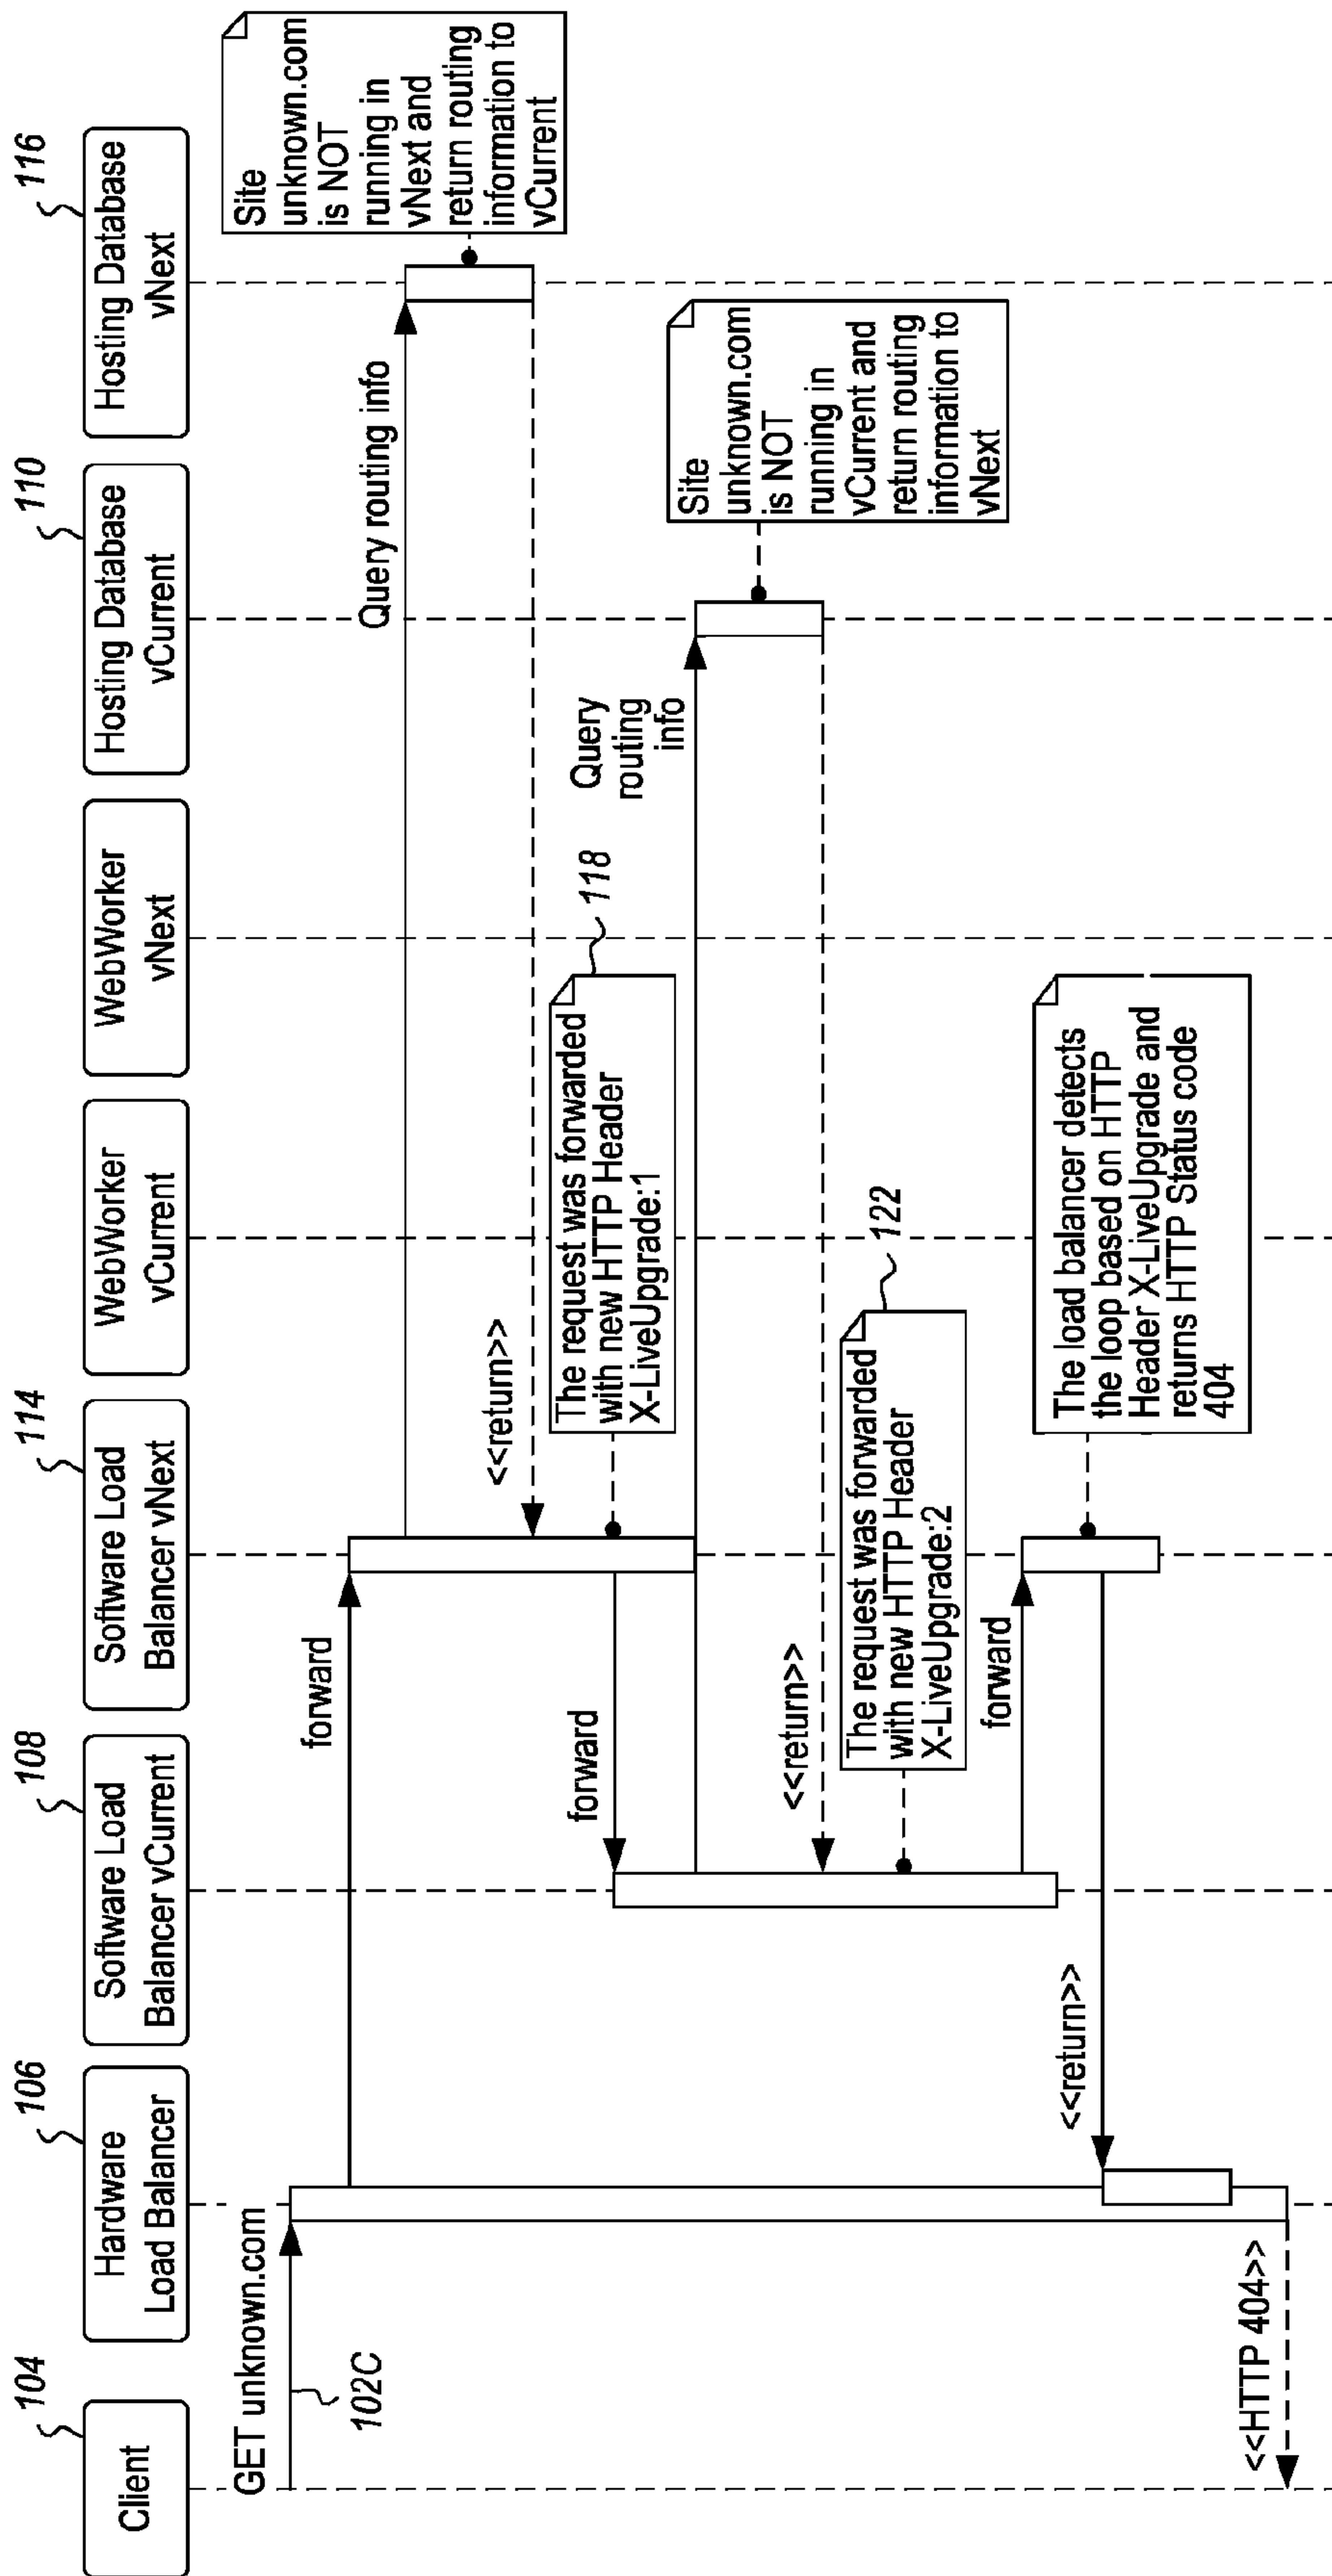 104
Client
106
Hardware
Load Balancer
108
Software Load
Balancer vCurrent
114
Software Load
Balancer vNext
WebWorker
vCurrent
WebWorker
vNext
110
Hosting Database
vCurrent
116
Hosting Database
vNext
GET unknown.com
102C
forward
Query routing info
Site
unknown.com
is NOT
running in
vNext and
return routing
information to
vCurrent
<<return>>
forward
The request was forwarded
with new HTTP Header
X-LiveUpgrade:1
118
Query
routing
info
Site
unknown.com
is NOT
running in
vCurrent and
return routing
information to
vNext
<<return>>
The request was forwarded
with new HTTP Header
X-LiveUpgrade:2
122
forward
The load balancer detects
the loop based on HTTP
Header X-LiveUpgrade and
returns HTTP Status code
404
<<return>>
<<HTTP 404>>